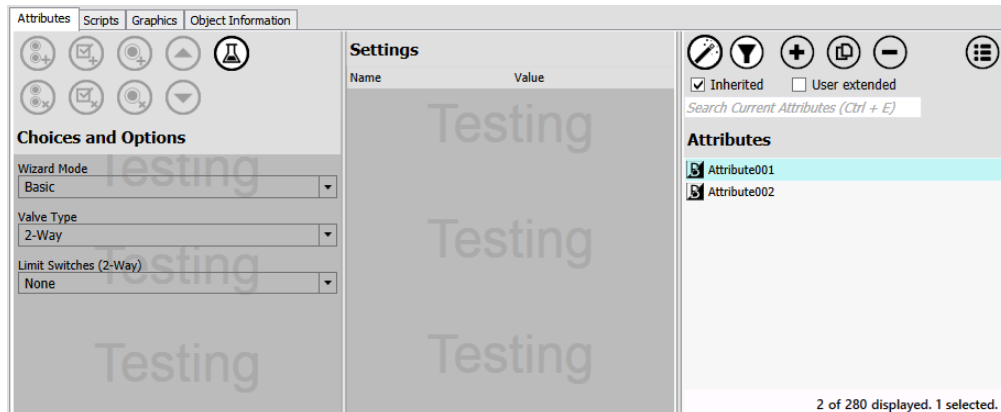 Attributes Scripts Graphics Object Information
Choices and Options
Wizard Mode
Basic
Valve Type
2-Way
Limit Switches (2-Way)
None
Testing
Testing
Testing
Settings
Name Value
Testing
Testing
Testing
Inherited User extended
Search Current Attributes (Ctrl + E)
Attributes
Attribute001
Attribute002
2 of 280 displayed. 1 selected.